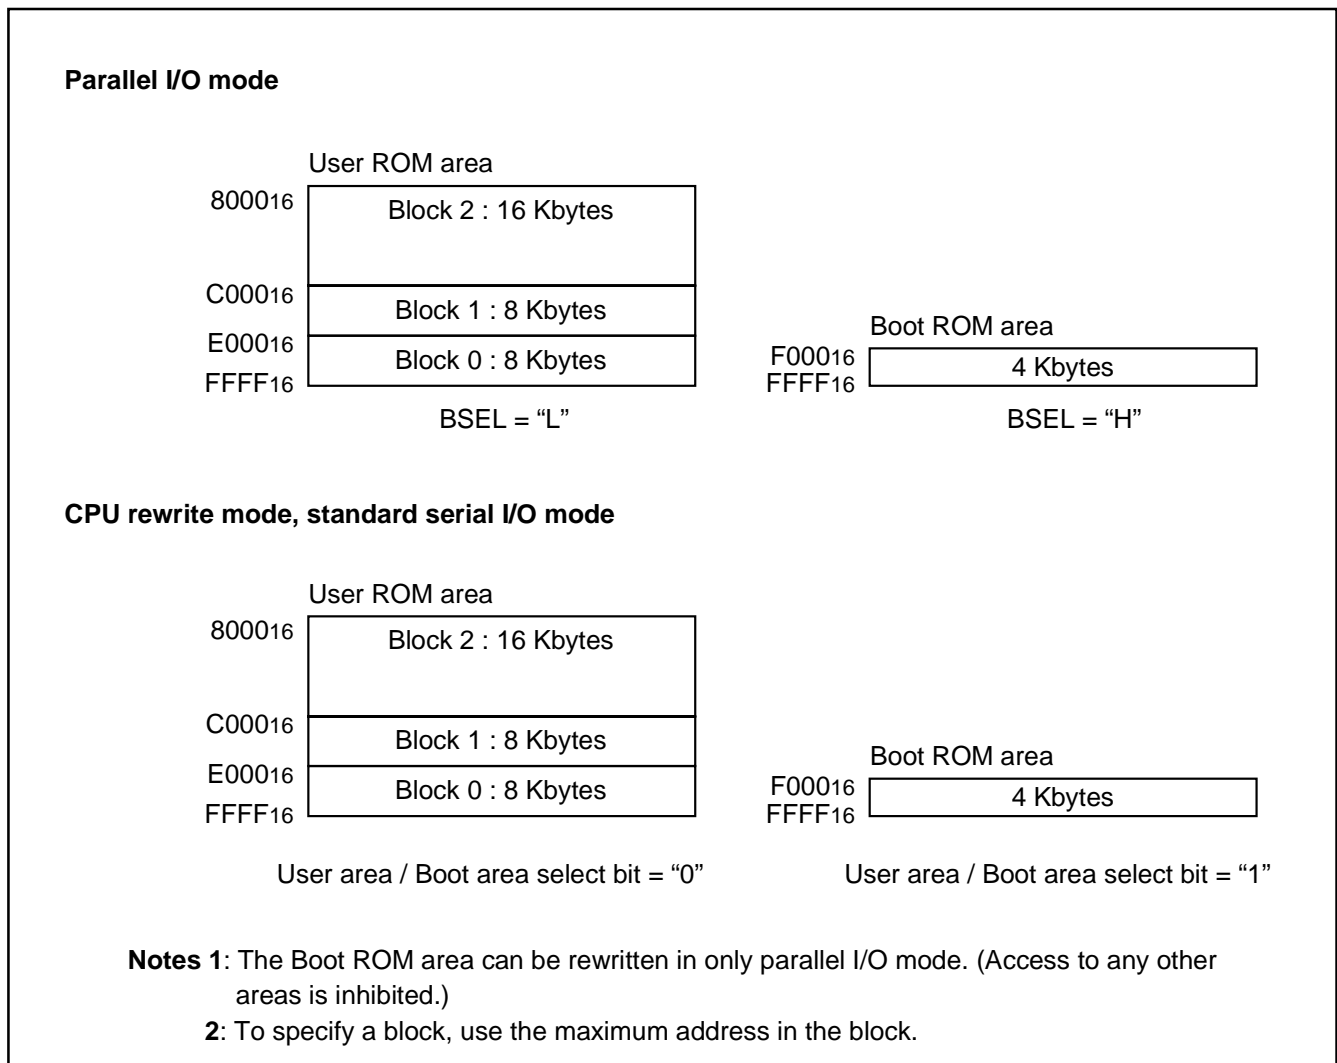 Parallel I/O mode
User ROM area
800016
Block 2 : 16 Kbytes
C00016
Block 1 : 8 Kbytes
E00016
Block 0 : 8 Kbytes
FFFF16
BSEL = “L”
Boot ROM area
F00016
4 Kbytes
FFFF16
BSEL = “H”
CPU rewrite mode, standard serial I/O mode
User ROM area
800016
Block 2 : 16 Kbytes
C00016
Block 1 : 8 Kbytes
E00016
Block 0 : 8 Kbytes
FFFF16
User area / Boot area select bit = “0”
Boot ROM area
F00016
4 Kbytes
FFFF16
User area / Boot area select bit = “1”
Notes 1: The Boot ROM area can be rewritten in only parallel I/O mode. (Access to any other
areas is inhibited.)
2: To specify a block, use the maximum address in the block.